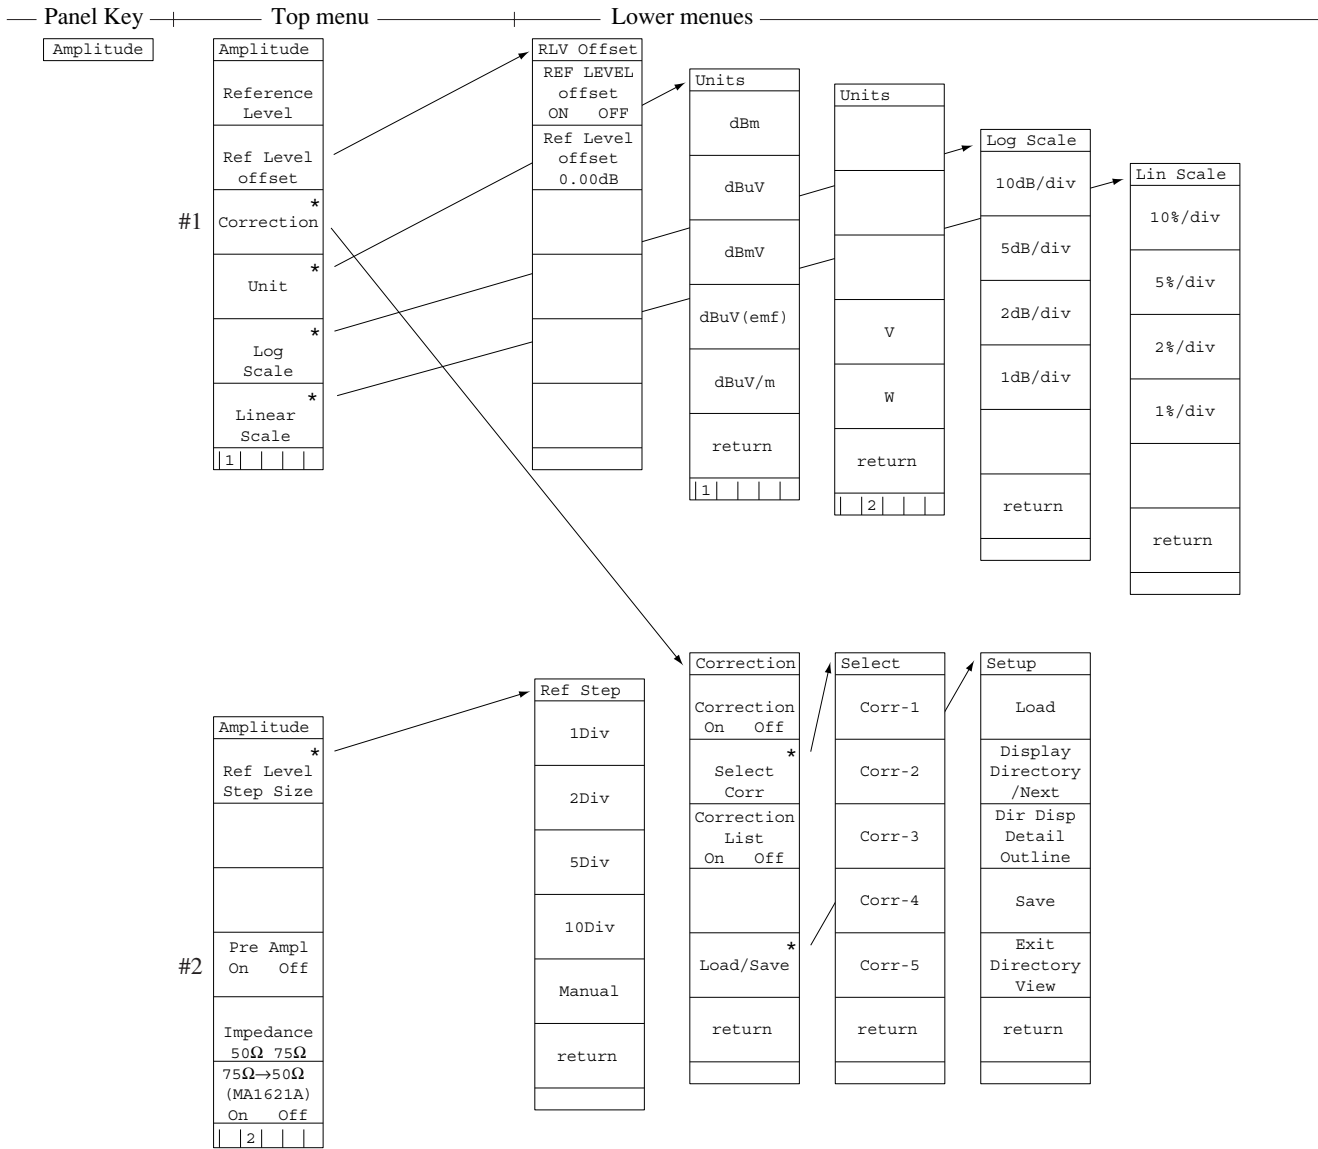 Panel Key
Top menu
Lower menues
Amplitude
#1
Amplitude
Reference
Level
Ref Level
offset
*
Correction
*
Unit
*
Log
Scale
*
Linear
Scale
1
RLV Offset
REF LEVEL
offset
ON OFF
Ref Level
offset
0.00dB
Units
dBm
dBuV
dBmV
dBuV(emf)
dBuV/m
return
1
Units
V
W
return
2
Log Scale
10dB/div
5dB/div
2dB/div
1dB/div
return
Lin Scale
10%/div
5%/div
2%/div
1%/div
return
#2
Amplitude
*
Ref Level
Step Size
Pre Ampl
On Off
Impedance
50Ω 75Ω
75Ω→50Ω
(MA1621A)
On Off
2
Ref Step
1Div
2Div
5Div
10Div
Manual
return
Correction
Correction
On Off
*
Select
Corr
Correction
List
On Off
*
Load/Save
return
Select
Corr-1
Corr-2
Corr-3
Corr-4
Corr-5
return
Setup
Load
Display
Directory
/Next
Dir Disp
Detail
Outline
Save
Exit
Directory
View
return